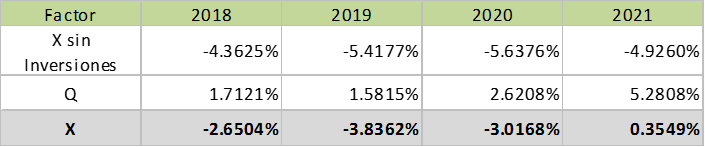 Factor 2018 2019 2020 2021
X sin
Inversiones -4.3625% -5.4177% -5.6376% -4.9260%
Q 1.7121% 1.5815% 2.6208% 5.2808%
X -2.6504% -3.8362% -3.0168% 0.3549%